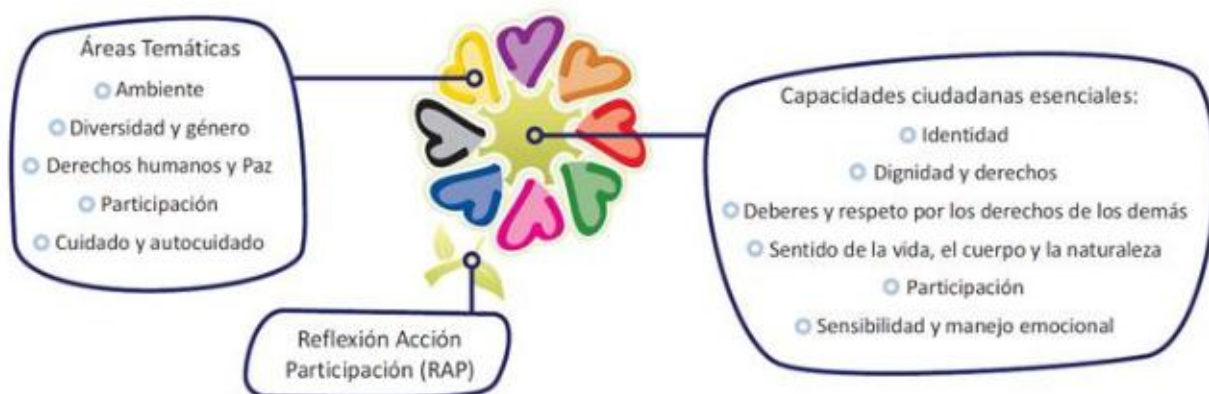 Áreas Temáticas
Ambiente
Diversidad y género
Derechos humanos y Paz
Participación
Cuidado y autocuidado
Reflexión Acción
Participación (RAP)
Capacidades ciudadanas esenciales:
Identidad
Dignidad y derechos
Deberes y respeto por los derechos de los demás
Sentido de la vida, el cuerpo y la naturaleza
Participación
Sensibilidad y manejo emocional